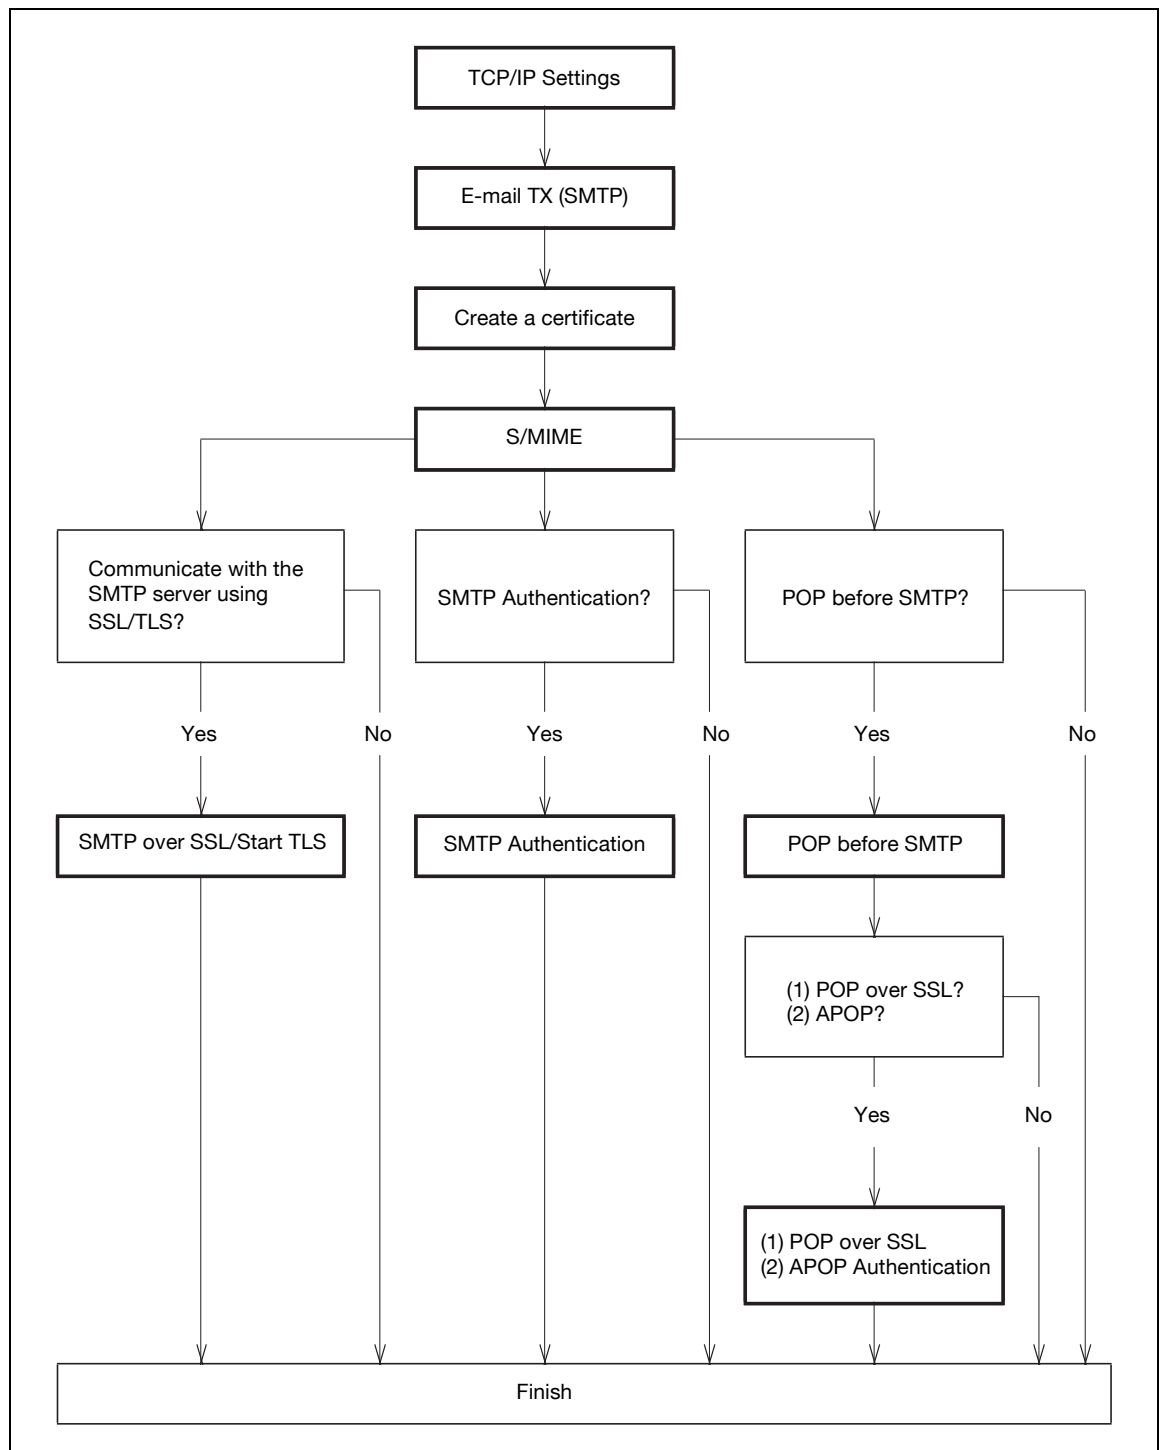 TCP/IP Settings
E-mail TX (SMTP)
Create a certificate
S/MIME
Communicate with the
SMTP server using
SSL/TLS?
SMTP Authentication?
POP before SMTP?
Yes
No
Yes
No
Yes
No
SMTP over SSL/Start TLS
SMTP Authentication
POP before SMTP
(1) POP over SSL?
(2) APOP?
Yes
No
(1) POP over SSL
(2) APOP Authentication
Finish